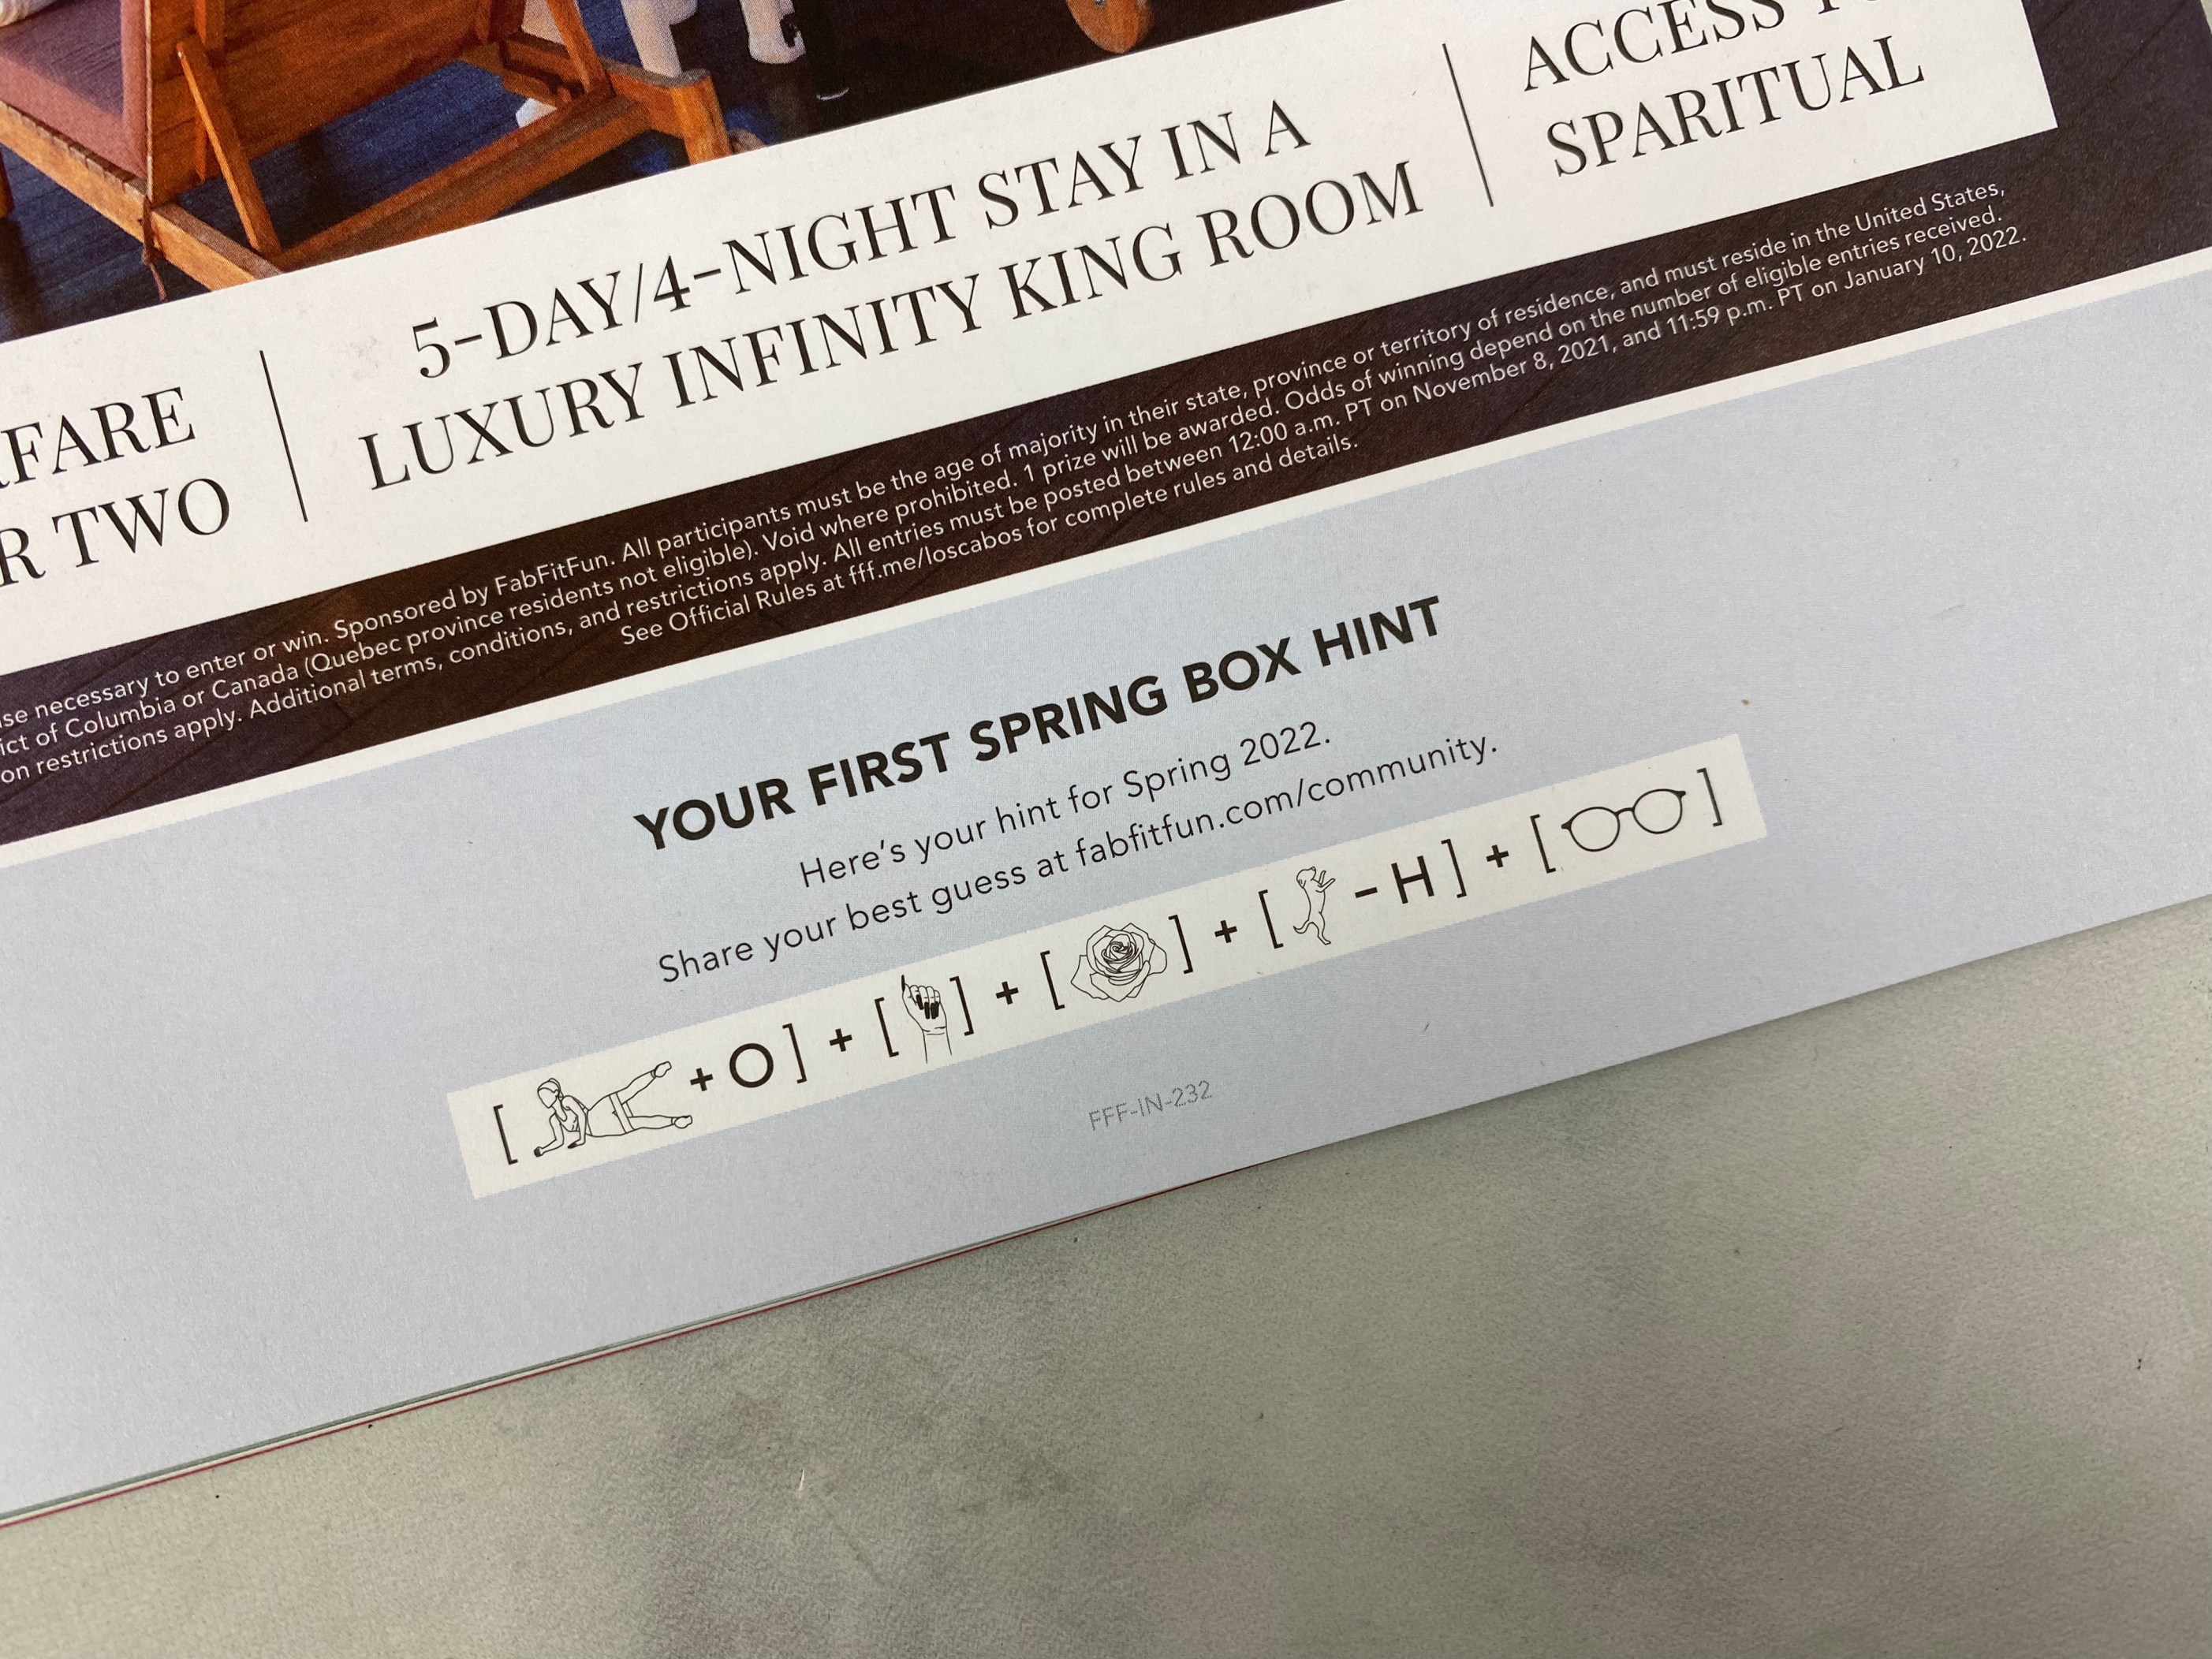 FARE
R TWO
5-DAY/4-NIGHT STAY IN A
LUXURY INFINITY KING ROOM
ACCESS
SPARITUAL
necessary to enter or win. Sponsored by FabFitFun. All participants must be the age of majority in their state, province or territory of residence, and must reside in the United States,
of Columbia or Canada (Quebec province residents not eligible). Void where prohibited. 1 prize will be awarded. Odds of winning depend on the number of eligible entries received.
on restrictions apply. Additional terms, conditions, and restrictions apply. All entries must be posted between 12:00 a.m. PT on November 8, 2021, and 11:59 p.m. PT on January 10, 2022.
See Official Rules at fff.me/loscabos for complete rules and details.
YOUR FIRST SPRING BOX HINT
Here's your hint for Spring 2022.
Share your best guess at fabfitfun.com/community.
[ + O ] + [ ] + [ ] + [ - H ] + [ ]
FFF-IN-232